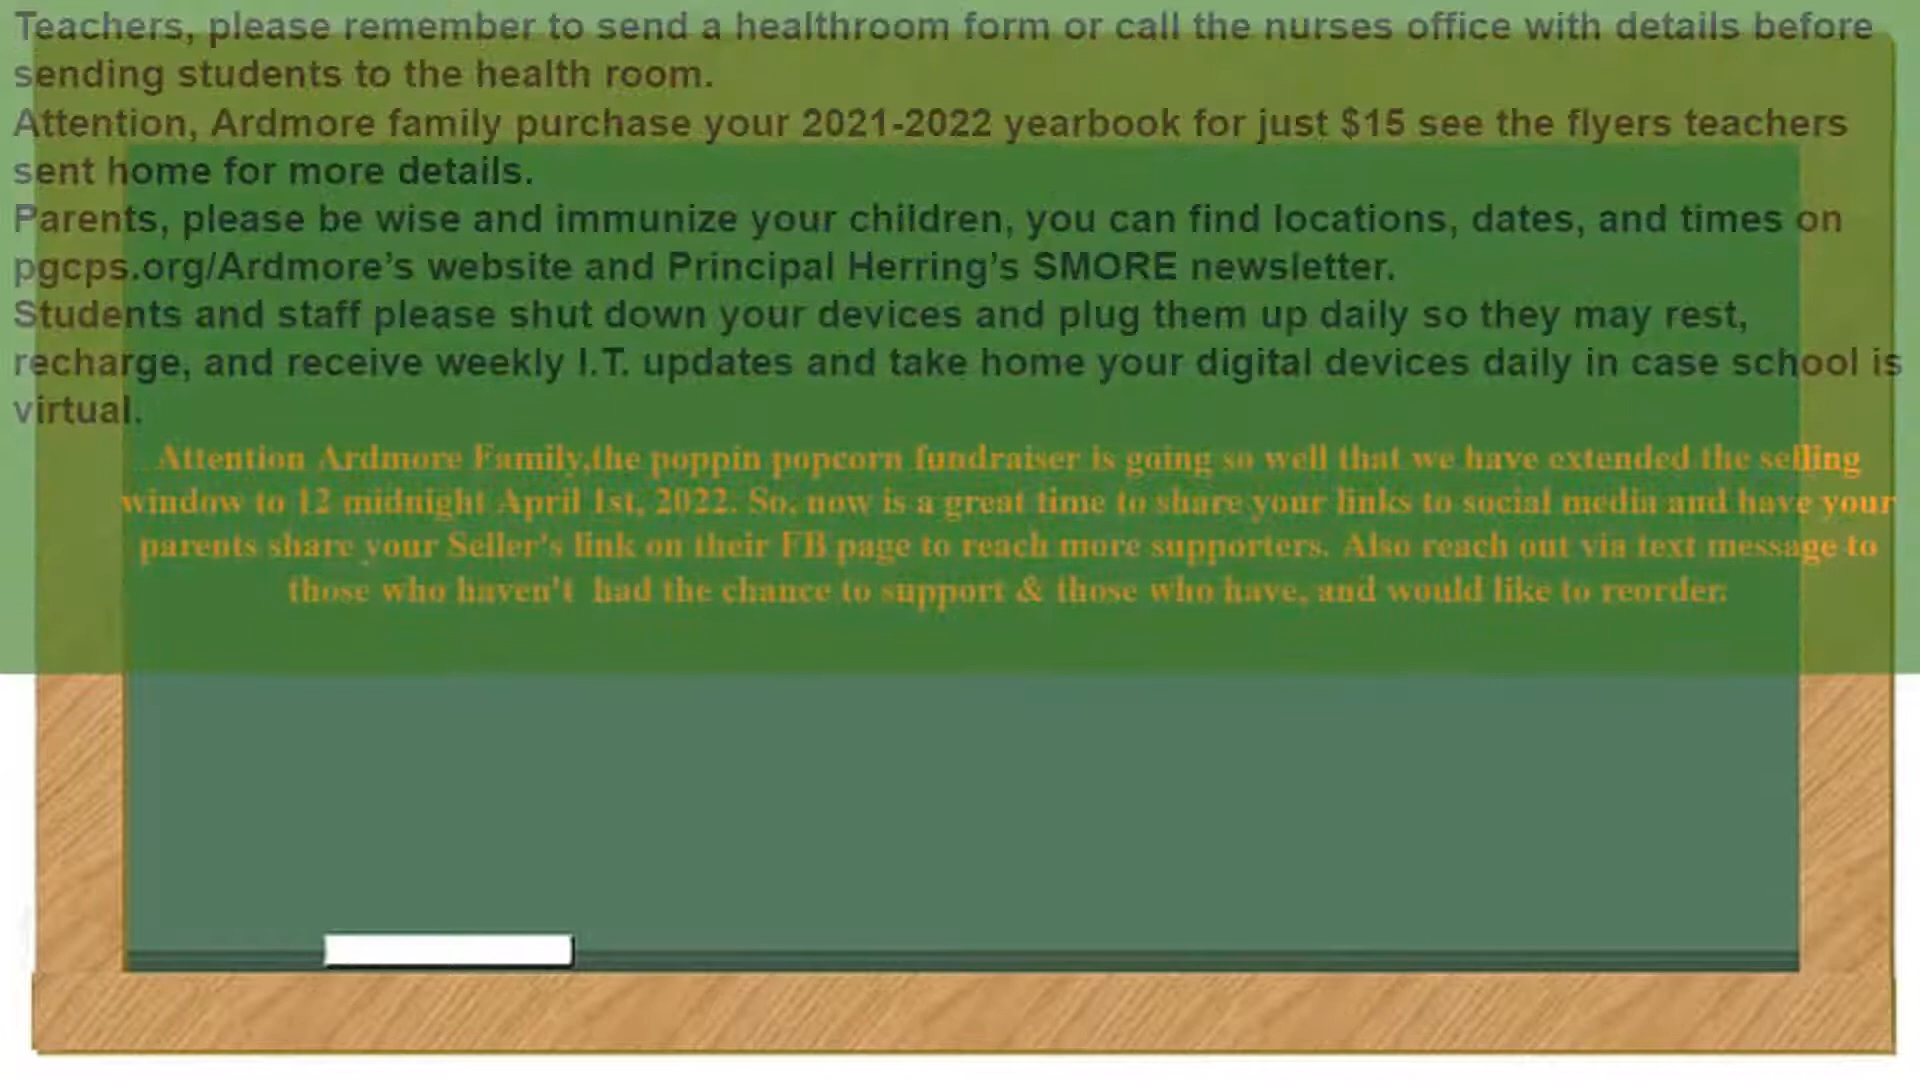 Teachers, please remember to send a healthroom form or call the nurses office with details before
sending students to the health room.
Attention, Ardmore family purchase your 2021-2022 yearbook for just $15 see the flyers teachers
sent home for more details.
Parents, please be wise and immunize your children, you can find locations, dates, and times on
pgcps.org/Ardmore’s website and Principal Herring’s SMORE newsletter.
Students and staff please shut down your devices and plug them up daily so they may rest,
recharge, and receive weekly I.T. updates and take home your digital devices daily in case school is
virtual.
Attention Ardmore Family,the poppin popcorn fundraiser is going so well that we have extended the selling
window to 12 midnight April 1st, 2022. So, now is a great time to share your links to social media and have your
parents share your Seller's link on their FB page to reach more supporters. Also reach out via text message to
those who haven't had the chance to support & those who have, and would like to reorder.